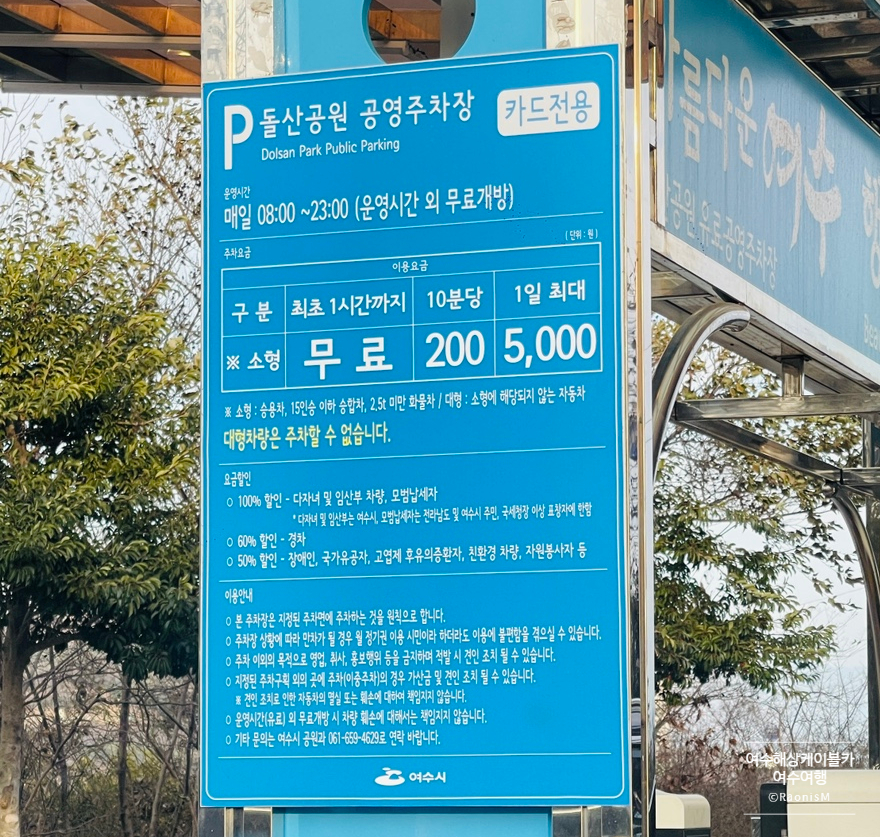 P 돌산공원 공영주차장 카드전용
Dolsan Park Public Parking
운영시간
매일 08:00 ~23:00 (운영시간 외 무료개방)
주차요금
(단위 : 원)
이용요금
구 분 최초 1시간까지 10분당 1일 최대
※ 소형 무 료 200 5,000
※ 소형 : 승용차, 15인승 이하 승합차, 2.5t 미만 화물차 / 대형 : 소형에 해당되지 않는 자동차
대형차량은 주차할 수 없습니다.
요금할인
○ 100% 할인 - 다자녀 및 임산부 차량, 모범납세자
* 다자녀 및 임산부는 여수시, 모범납세자는 전라남도 및 여수시 주민, 국세청장 이상 표창자에 한함
○ 60% 할인 - 경차
○ 50% 할인 - 장애인, 국가유공자, 고엽제 후유의증환자, 친환경 차량, 자원봉사자 등
이용안내
○ 본 주차장은 지정된 주차면에 주차하는 것을 원칙으로 합니다.
○ 주차장 상황에 따라 만차가 될 경우 월 정기권 이용 시민이라 하더라도 이용에 불편함을 겪으실 수 있습니다.
○ 주차 이외의 목적으로 영업, 취사, 홍보행위 등을 금지하며 적발 시 견인 조치 될 수 있습니다.
○ 지정된 주차구획 외의 곳에 주차(이중주차)의 경우 가산금 및 견인 조치 될 수 있습니다.
※ 견인 조치로 인한 자동차의 멸실 또는 훼손에 대하여 책임지지 않습니다.
○ 운영시간(유료) 외 무료개방 시 차량 훼손에 대해서는 책임지지 않습니다.
○ 기타 문의는 여수시 공원과 061-659-4629로 연락 바랍니다.
여수시
아름다운 여수 행
공원 유료공영주차장
Bea
여수해상케이블카
여수여행
©RaonisM